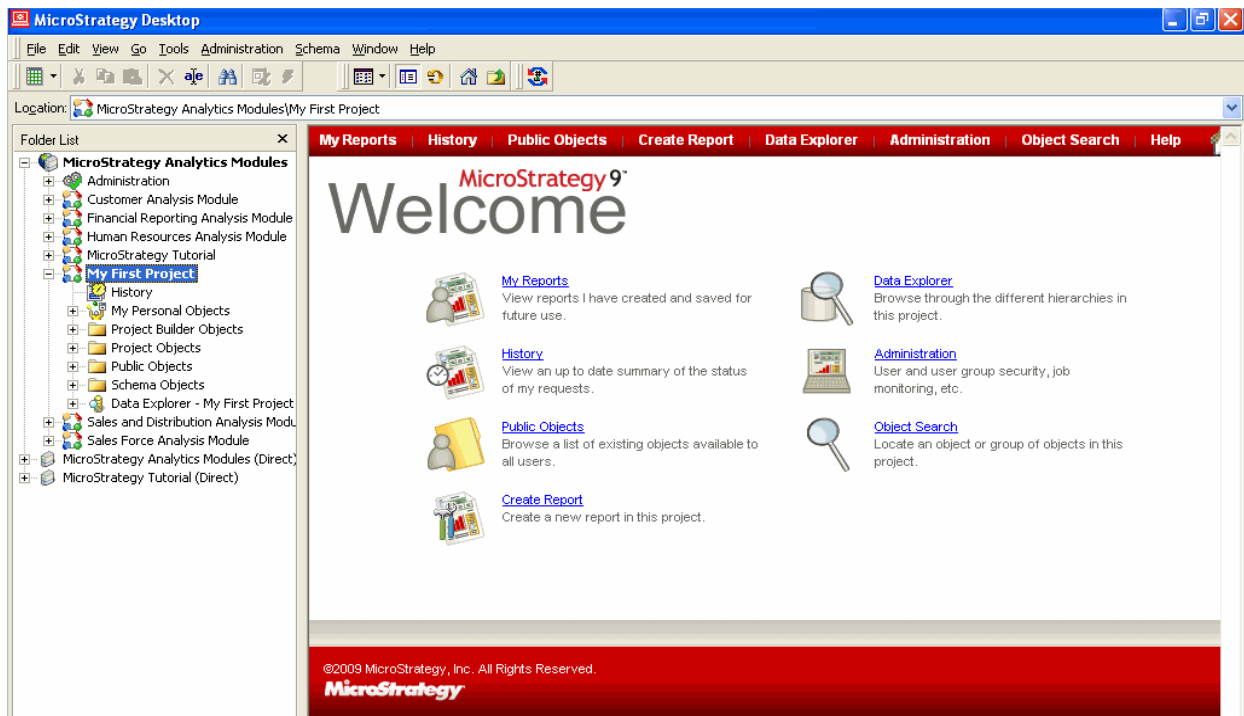 MicroStrategy Desktop
File Edit View Go Tools Administration Schema Window Help
Location: MicroStrategy Analytics Modules\My First Project
Folder List
MicroStrategy Analytics Modules
Administration
Customer Analysis Module
Financial Reporting Analysis Module
Human Resources Analysis Module
MicroStrategy Tutorial
My First Project
History
My Personal Objects
Project Builder Objects
Project Objects
Public Objects
Schema Objects
Data Explorer - My First Project
Sales and Distribution Analysis Modu
Sales Force Analysis Module
MicroStrategy Analytics Modules (Direct)
MicroStrategy Tutorial (Direct)
My Reports | History | Public Objects | Create Report | Data Explorer | Administration | Object Search | Help
MicroStrategy 9™
Welcome
My Reports
View reports I have created and saved for
future use.
History
View an up to date summary of the status
of my requests.
Public Objects
Browse a list of existing objects available to
all users.
Create Report
Create a new report in this project.
Data Explorer
Browse through the different hierarchies in
this project.
Administration
User and user group security, job
monitoring, etc.
Object Search
Locate an object or group of objects in this
project.
©2009 MicroStrategy, Inc. All Rights Reserved.
MicroStrategy